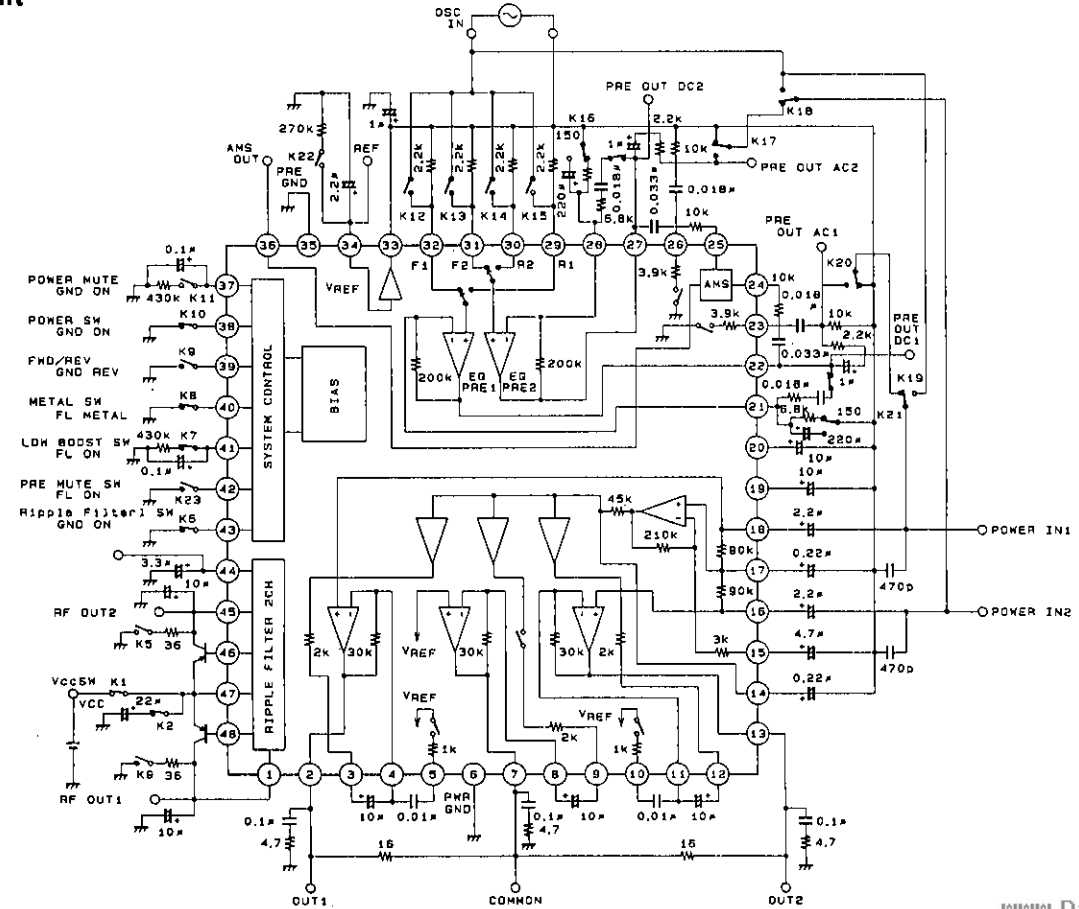 OSC
IN
PRE OUT DC2
K18
K16
150
2.2k
1μ
10k
K17
PRE OUT AC2
270k
AMS
OUT
K22
REF
PRE
GND
2.2μ
1μ
2.2k
2.2k
2.2k
2.2k
K12
K13
K14
K15
220μ
0.018μ
6.8k
0.033μ
0.018μ
10k
PRE
OUT AC1
36
35
34
33
32
31
30
29
28
27
26
25
F1
F2
R2
R1
VREF
3.9k
AMS
0.1μ
POWER MUTE
GND ON
430k
K11
37
24
10k
K20
0.018μ
POWER SW
GND ON
K10
38
3.9k
23
10k
2.2k
PRE
OUT
DC1
FWD/REV
GND REV
K9
39
200k
EQ
PRE1
EQ
PRE2
200k
22
0.033μ
1μ
K19
METAL SW
FL METAL
K8
40
SYSTEM CONTROL
BIAS
21
0.018μ
6.8k
150
K21
LOW BOOST SW
FL ON
430k
K7
0.1μ
41
20
220μ
10μ
PRE MUTE SW
FL ON
K23
42
19
10μ
Ripple Filter1 SW
GND ON
K6
43
45k
210k
18
2.2μ
POWER IN1
80k
3.3μ
44
17
0.22μ
470p
10μ
90k
RF OUT2
45
16
2.2μ
POWER IN2
K5
36
46
RIPPLE FILTER 2CH
2k
30k
VREF
30k
30k
2k
3k
15
4.7μ
470p
VCCSW
VCC
K1
22μ
K2
47
14
0.22μ
48
VREF
VREF
13
K9
36
1k
2k
1k
1
2
3
4
5
6
7
8
9
10
11
12
RF OUT1
10μ
PWR
GND
10μ
0.01μ
0.1μ
4.7
10μ
0.01μ
10μ
0.1μ
4.7
0.1μ
4.7
16
16
OUT1
COMMON
OUT2